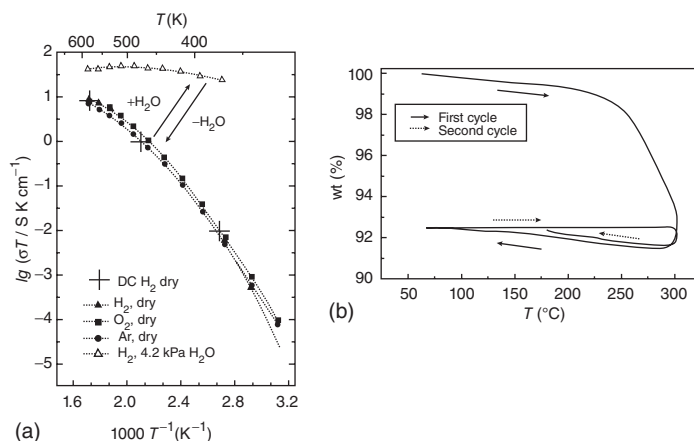 (a)
T(K)
600 500 400
2
1
0
−1
−2
−3
−4
−5
lg (σT / S K cm⁻¹)
+H₂O
−H₂O
DC H₂ dry
H₂, dry
O₂, dry
Ar, dry
H₂, 4.2 kPa H₂O
1.6 2.0 2.4 2.8 3.2
1000 T⁻¹(K⁻¹)
100
98
96
94
92
90
wt (%)
First cycle
Second cycle
50 100 150 200 250 300
T (°C)
(b)